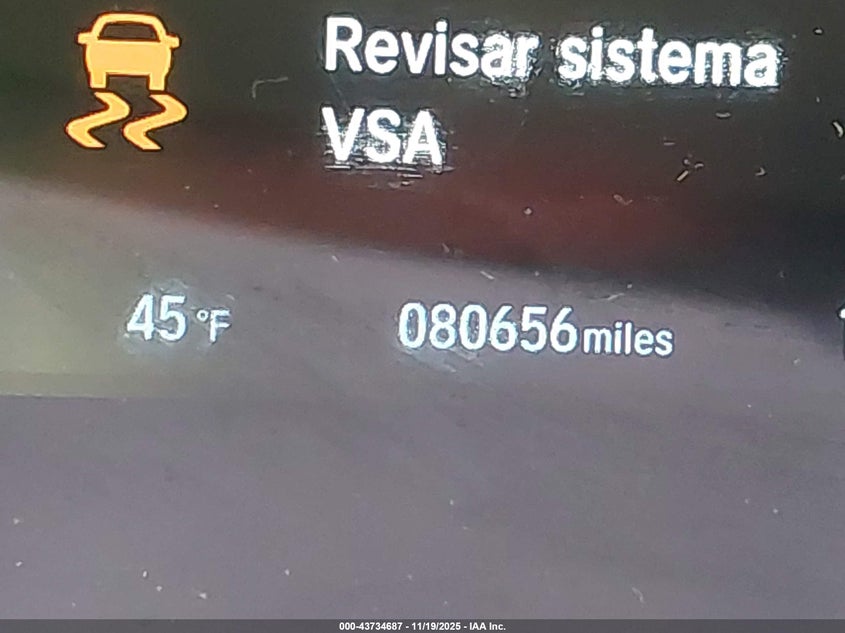 Revisar sistema
VSA
45 °F
080656 miles
000-43734687 - 11/19/2025 - IAA Inc.